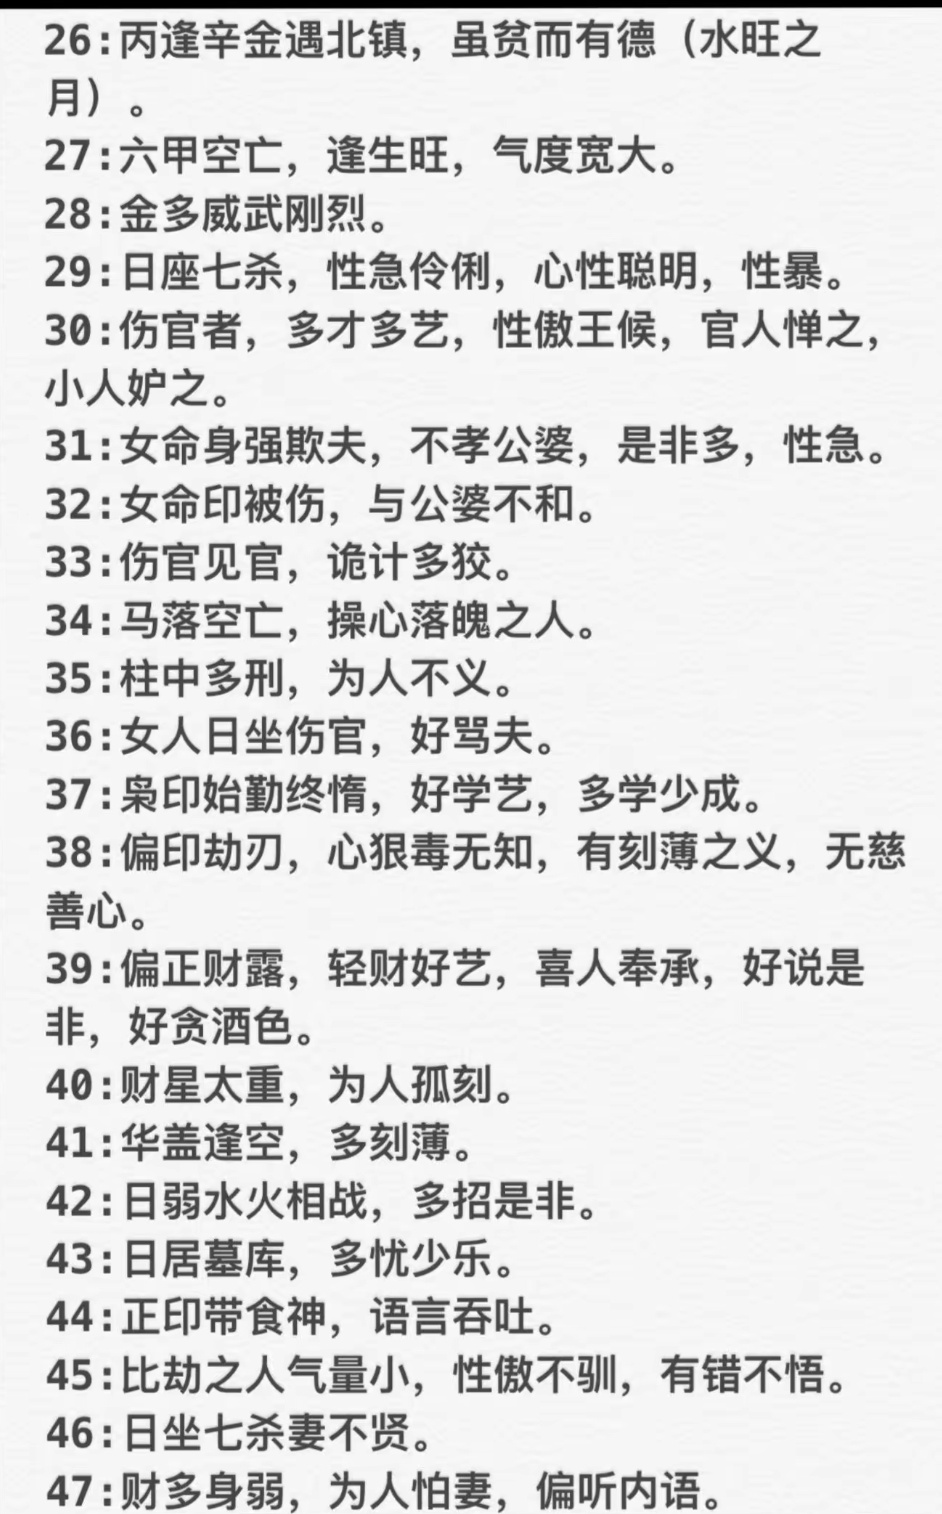 26:丙逢辛金遇北镇，虽贫而有德（水旺之
月）。
27:六甲空亡，逢生旺，气度宽大。
28:金多威武刚烈。
29:日座七杀，性急伶俐，心性聪明，性暴。
30:伤官者，多才多艺，性傲王候，官人惮之，
小人妒之。
31:女命身强欺夫，不孝公婆，是非多，性急。
32:女命印被伤，与公婆不和。
33:伤官见官，诡计多狡。
34:马落空亡，操心落魄之人。
35:柱中多刑，为人不义。
36:女人日坐伤官，好骂夫。
37:枭印始勤终惰，好学艺，多学少成。
38:偏印劫刃，心狠毒无知，有刻薄之义，无慈
善心。
39:偏正财露，轻财好艺，喜人奉承，好说是
非，好贪酒色。
40:财星太重，为人孤刻。
41:华盖逢空，多刻薄。
42:日弱水火相战，多招是非。
43:日居墓库，多忧少乐。
44:正印带食神，语言吞吐。
45:比劫之人气量小，性傲不驯，有错不悟。
46:日坐七杀妻不贤。
47:财多身弱，为人怕妻，偏听内语。